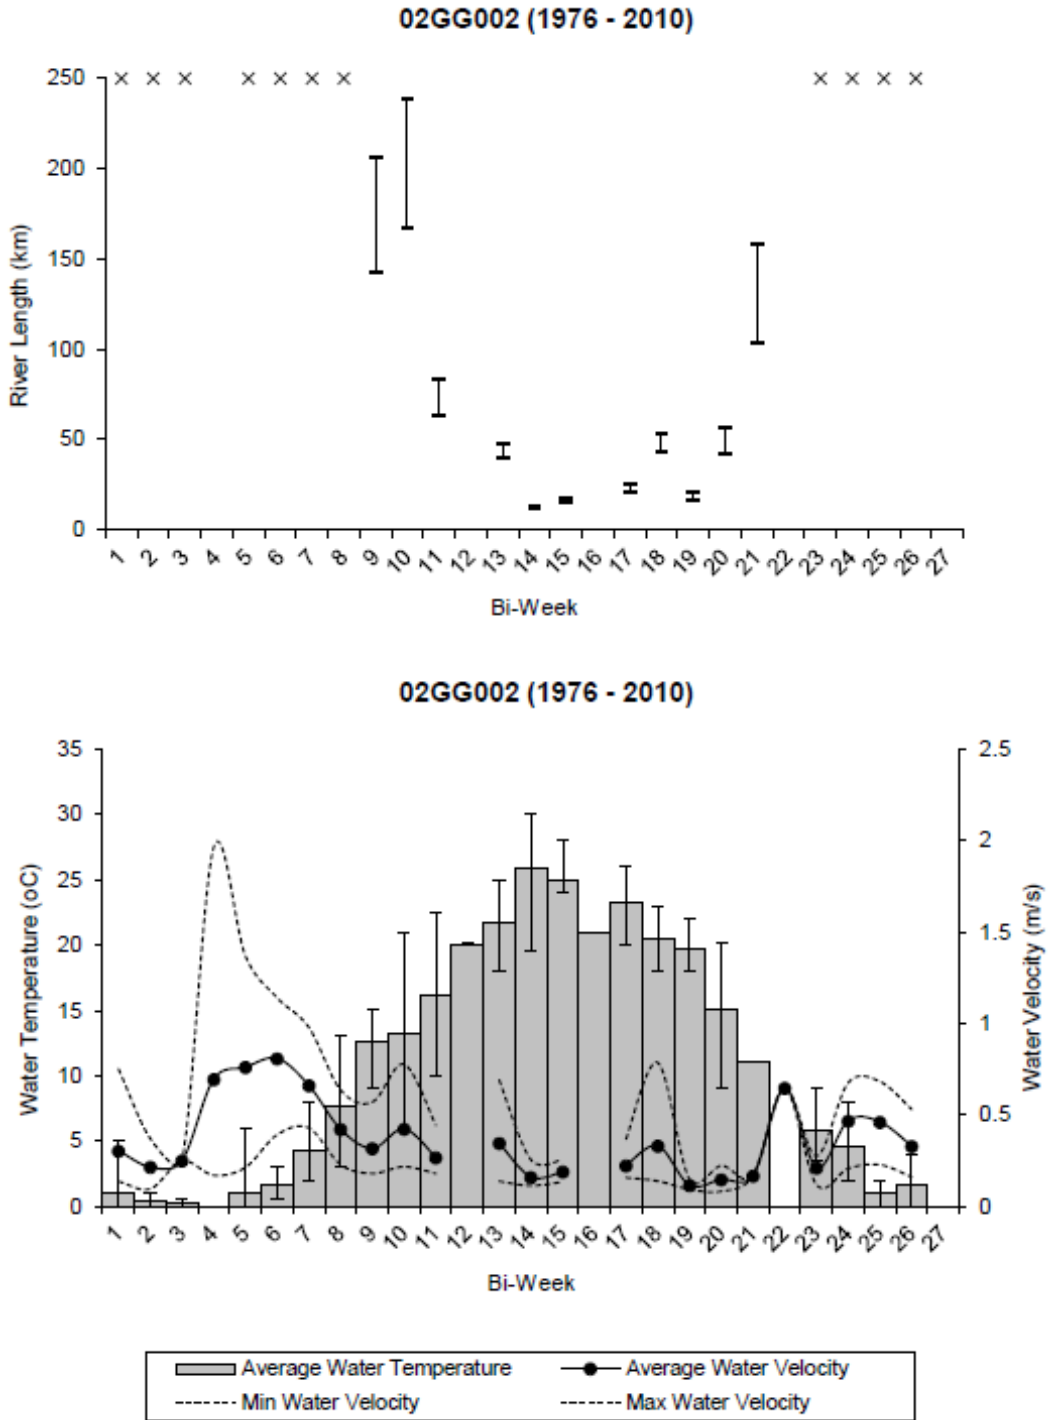 02GG002 (1976 - 2010)
250
200
150
100
50
0
River Length (km)
1 2 3 4 5 6 7 8 9 10 11 12 13 14 15 16 17 18 19 20 21 22 23 24 25 26 27
Bi-Week
02GG002 (1976 - 2010)
35
30
25
20
15
10
5
0
Water Temperature (oC)
2.5
2
1.5
1
0.5
0
Water Velocity (m/s)
1 2 3 4 5 6 7 8 9 10 11 12 13 14 15 16 17 18 19 20 21 22 23 24 25 26 27
Bi-Week
Average Water Temperature Average Water Velocity
Min Water Velocity Max Water Velocity